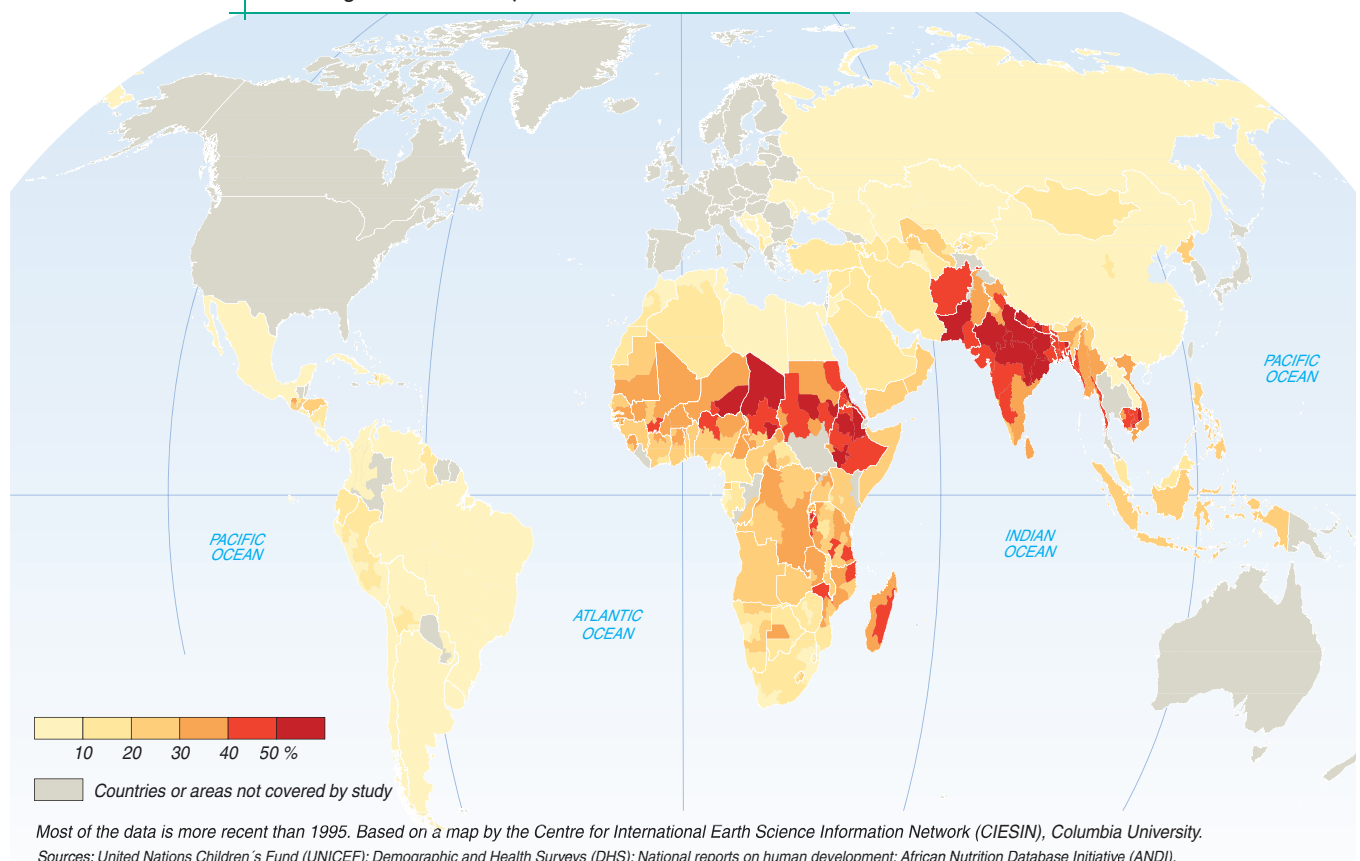 PACIFIC
OCEAN
PACIFIC
OCEAN
INDIAN
OCEAN
ATLANTIC
OCEAN
10 20 30 40 50 %
Countries or areas not covered by study
Most of the data is more recent than 1995. Based on a map by the Centre for International Earth Science Information Network (CIESIN), Columbia University.
Sources: United Nations Children´s Fund (UNICEF); Demographic and Health Surveys (DHS); National reports on human development; African Nutrition Database Initiative (ANDI).